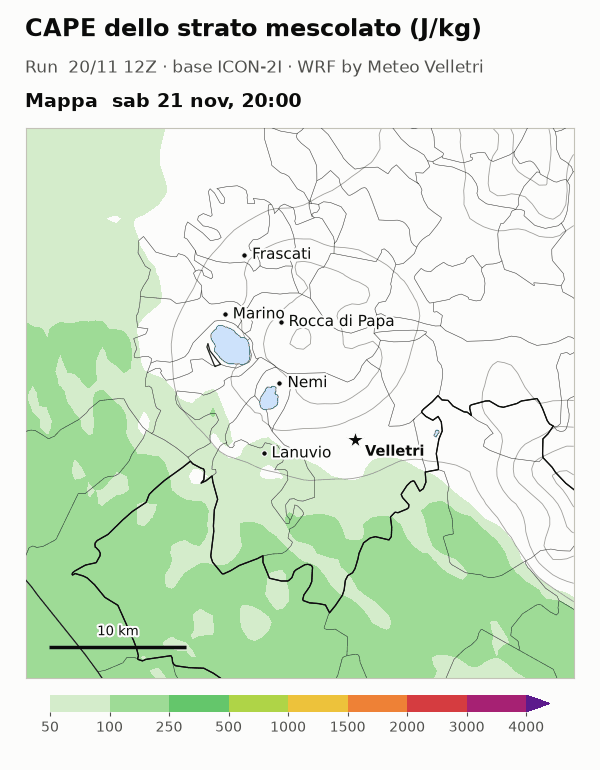 CAPE dello strato mescolato (J/kg)
Run  20/11 12Z · base ICON-2I · WRF by Meteo Velletri
Mappa  sab 21 nov, 20:00
Frascati
Marino
Rocca di Papa
Nemi
Velletri
Lanuvio
10 km
50 100 250 500 1000 1500 2000 3000 4000